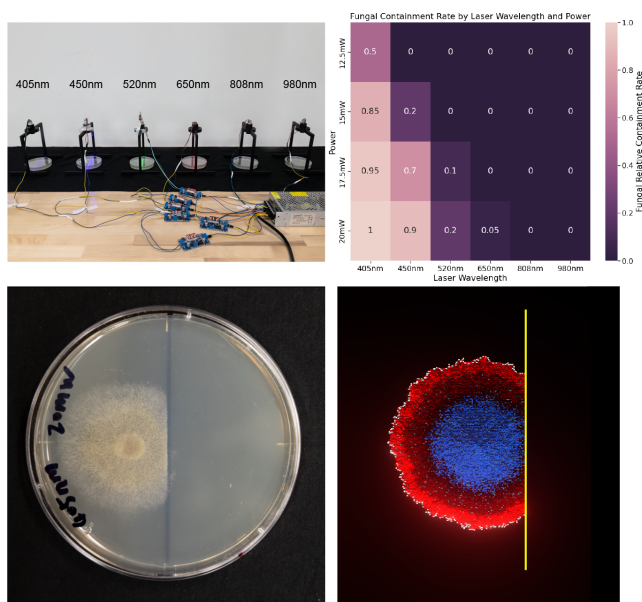 405nm 450nm 520nm 650nm 808nm 980nm
Fungal Containment Rate by Laser Wavelength and Power
12.5mW 0.5 0 0 0 0 0
15mW 0.85 0.2 0 0 0 0
17.5mW 0.95 0.7 0.1 0 0 0
20mW 1 0.9 0.2 0.05 0 0
Power
405nm 450nm 520nm 650nm 808nm 980nm
Laser Wavelength
1.0
0.8
0.6
0.4
0.2
0.0
Fungal Relative Containment Rate
20mW
405nm